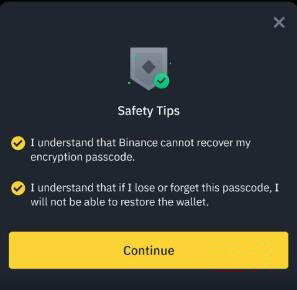 Safety Tips
I understand that Binance cannot recover my
encryption passcode.
I understand that if I lose or forget this passcode, I
will not be able to restore the wallet.
Continue